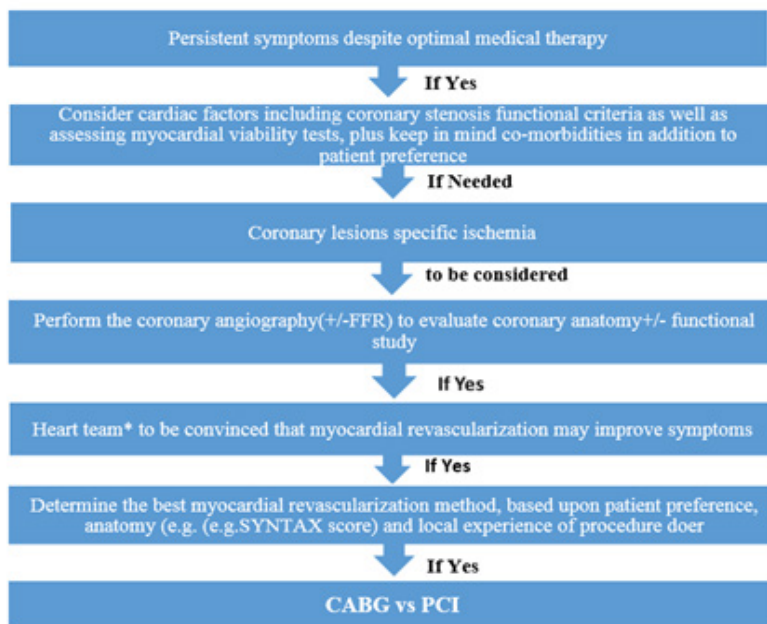 Persistent symptoms despite optimal medical therapy
If Yes
Consider cardiac factors including coronary stenosis functional criteria as well as
assessing myocardial viability tests, plus keep in mind co-morbidities in addition to
patient preference
If Needed
Coronary lesions specific ischemia
to be considered
Perform the coronary angiography(+/-FFR) to evaluate coronary anatomy+/- functional
study
If Yes
Heart team* to be convinced that myocardial revascularization may improve symptoms
If Yes
Determine the best myocardial revascularization method, based upon patient preference,
anatomy (e.g. (e.g.SYNTAX score) and local experience of procedure doer
If Yes
CABG vs PCI